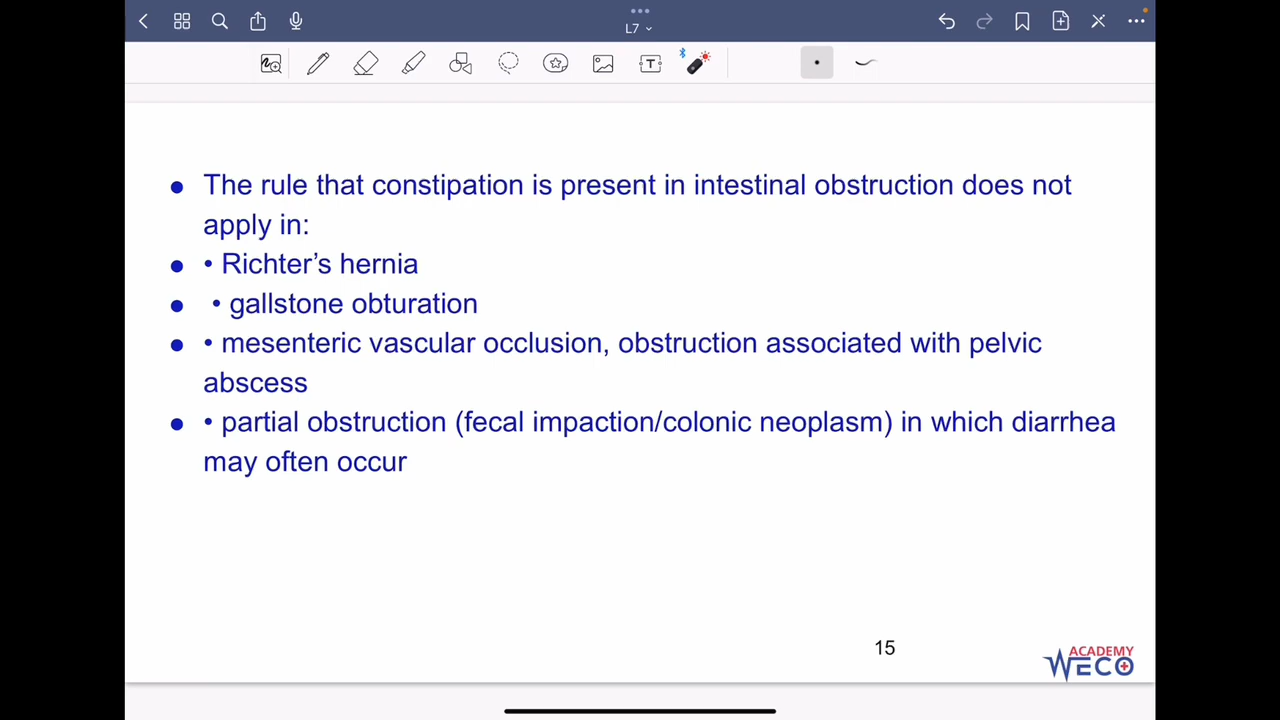 L7
The rule that constipation is present in intestinal obstruction does not
apply in:
• Richter’s hernia
• gallstone obturation
• mesenteric vascular occlusion, obstruction associated with pelvic
abscess
• partial obstruction (fecal impaction/colonic neoplasm) in which diarrhea
may often occur
15
ACADEMY
WECO